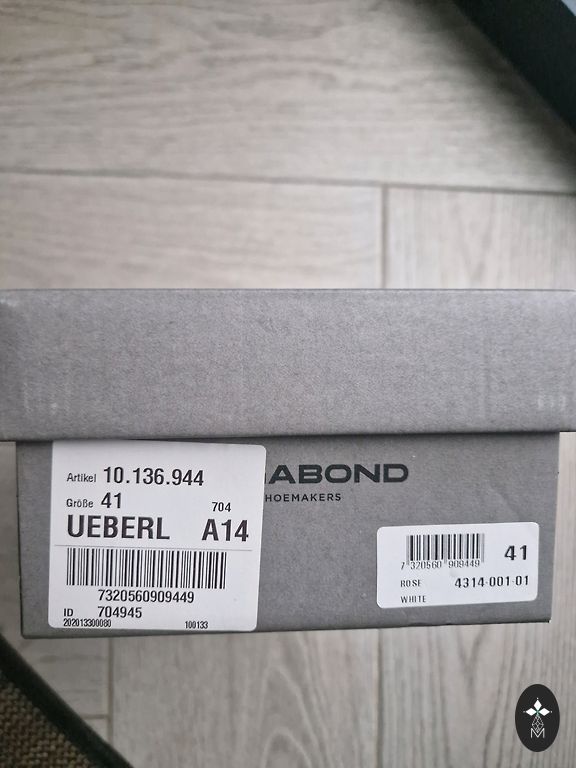 Artikel 10.136.944
Größe 41
704
UEBERL A14
7320560909449
ID 704945
202013300080 100133
ABOND
HOEMAKERS
7 320560 909449
41
ROSE 4314-001-01
WHITE